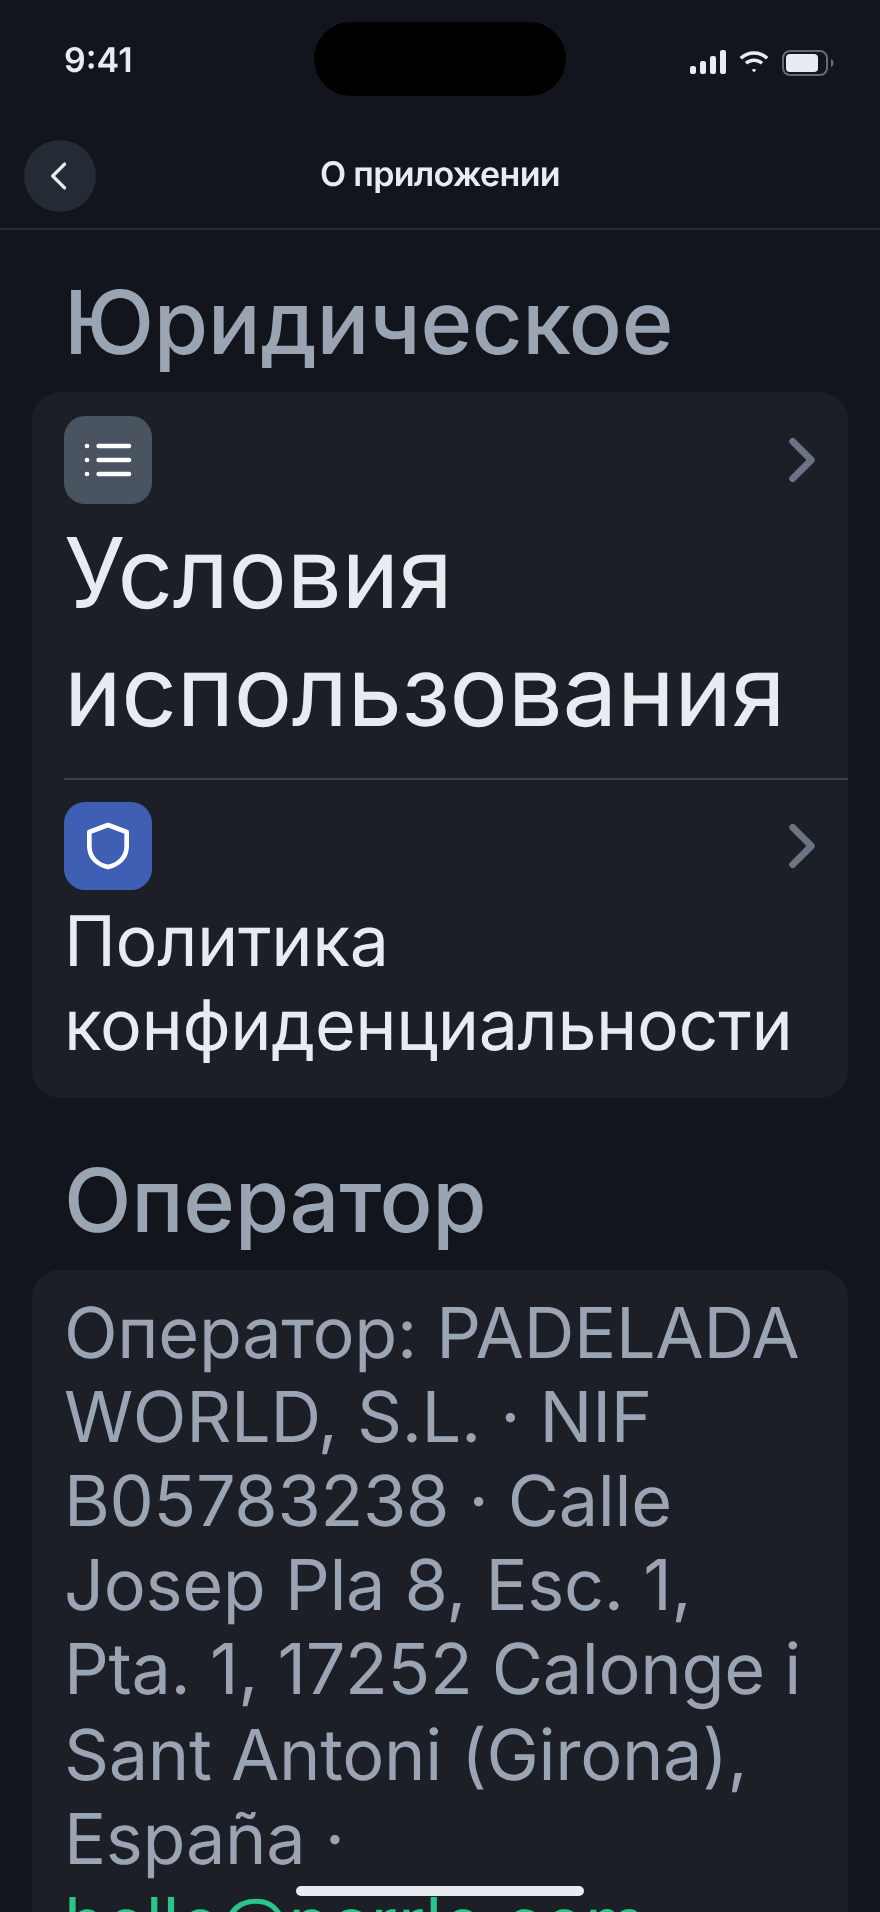 9:41
О приложении
Юридическое
Условия
использования
Политика
конфиденциальности
Оператор
Оператор: PADELADA
WORLD, S.L. · NIF
B05783238 · Calle
Josep Pla 8, Esc. 1,
Pta. 1, 17252 Calonge i
Sant Antoni (Girona),
España ·